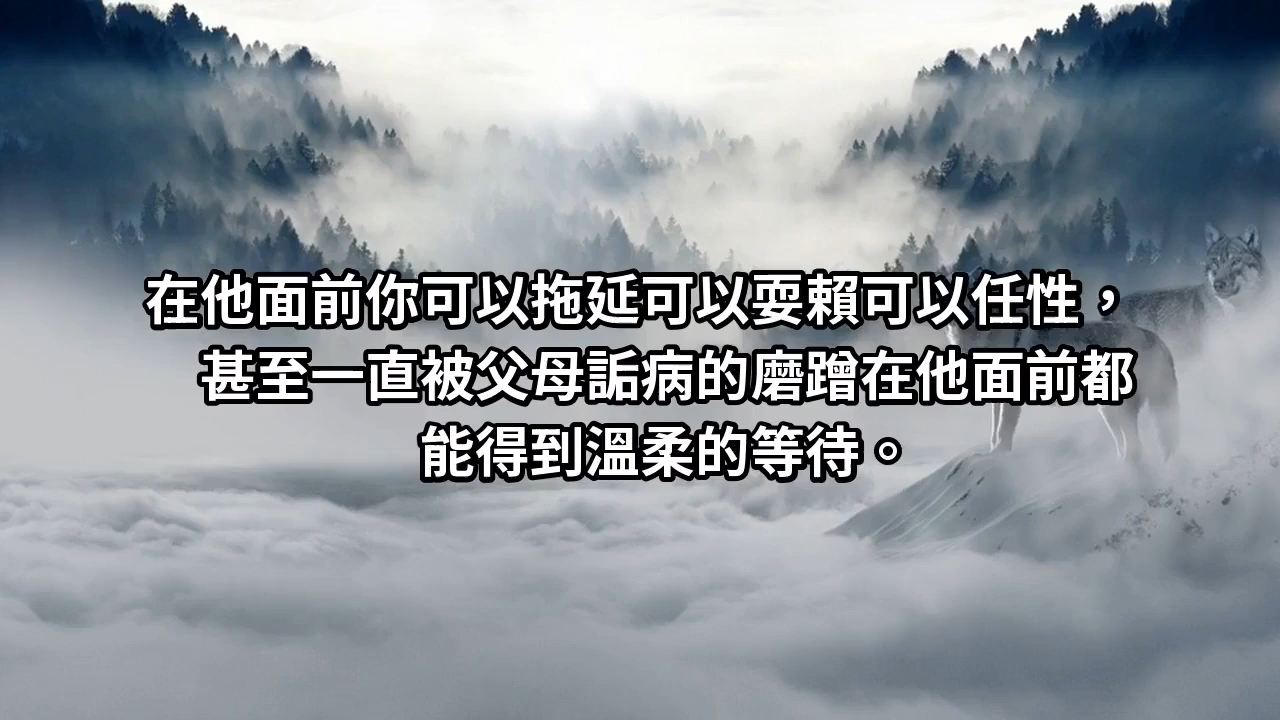 在他面前你可以拖延可以耍賴可以任性，
甚至一直被父母詬病的磨蹭在他面前都
能得到溫柔的等待。